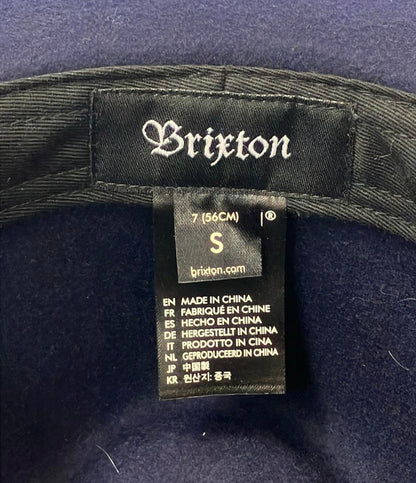 Brixton
7 (56CM)
®
S
brixton.com
EN MADE IN CHINA
FR FABRIQUÉ EN CHINE
ES HECHO EN CHINA
DE HERGESTELLT IN CHINA
IT PRODOTTO IN CINA
NL GEPRODUCEERD IN CHINA
JP 中国製
KR 원산지: 중국